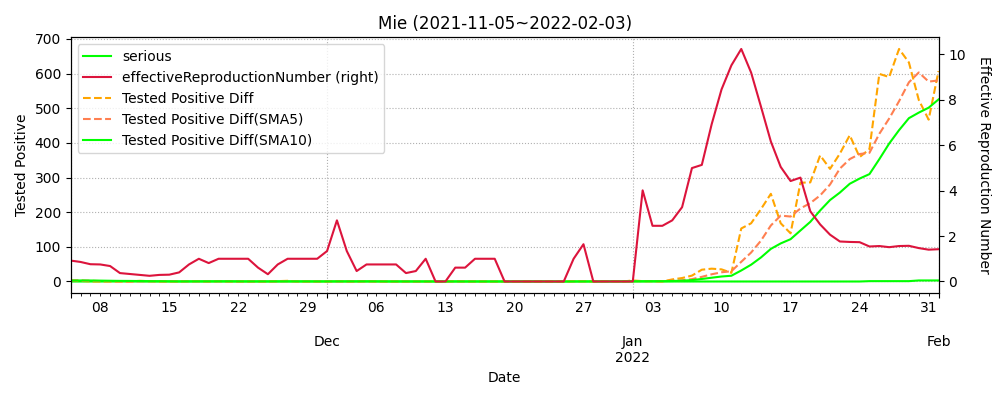 Mie (2021-11-05~2022-02-03)
serious
effectiveReproductionNumber (right)
Tested Positive Diff
Tested Positive Diff(SMA5)
Tested Positive Diff(SMA10)
Tested Positive
700
600
500
400
300
200
100
0
10
8
6
4
2
0
Effective Reproduction Number
08 15 22 29 06 13 20 27 03 10 17 24 31
Dec Jan Feb
2022
Date